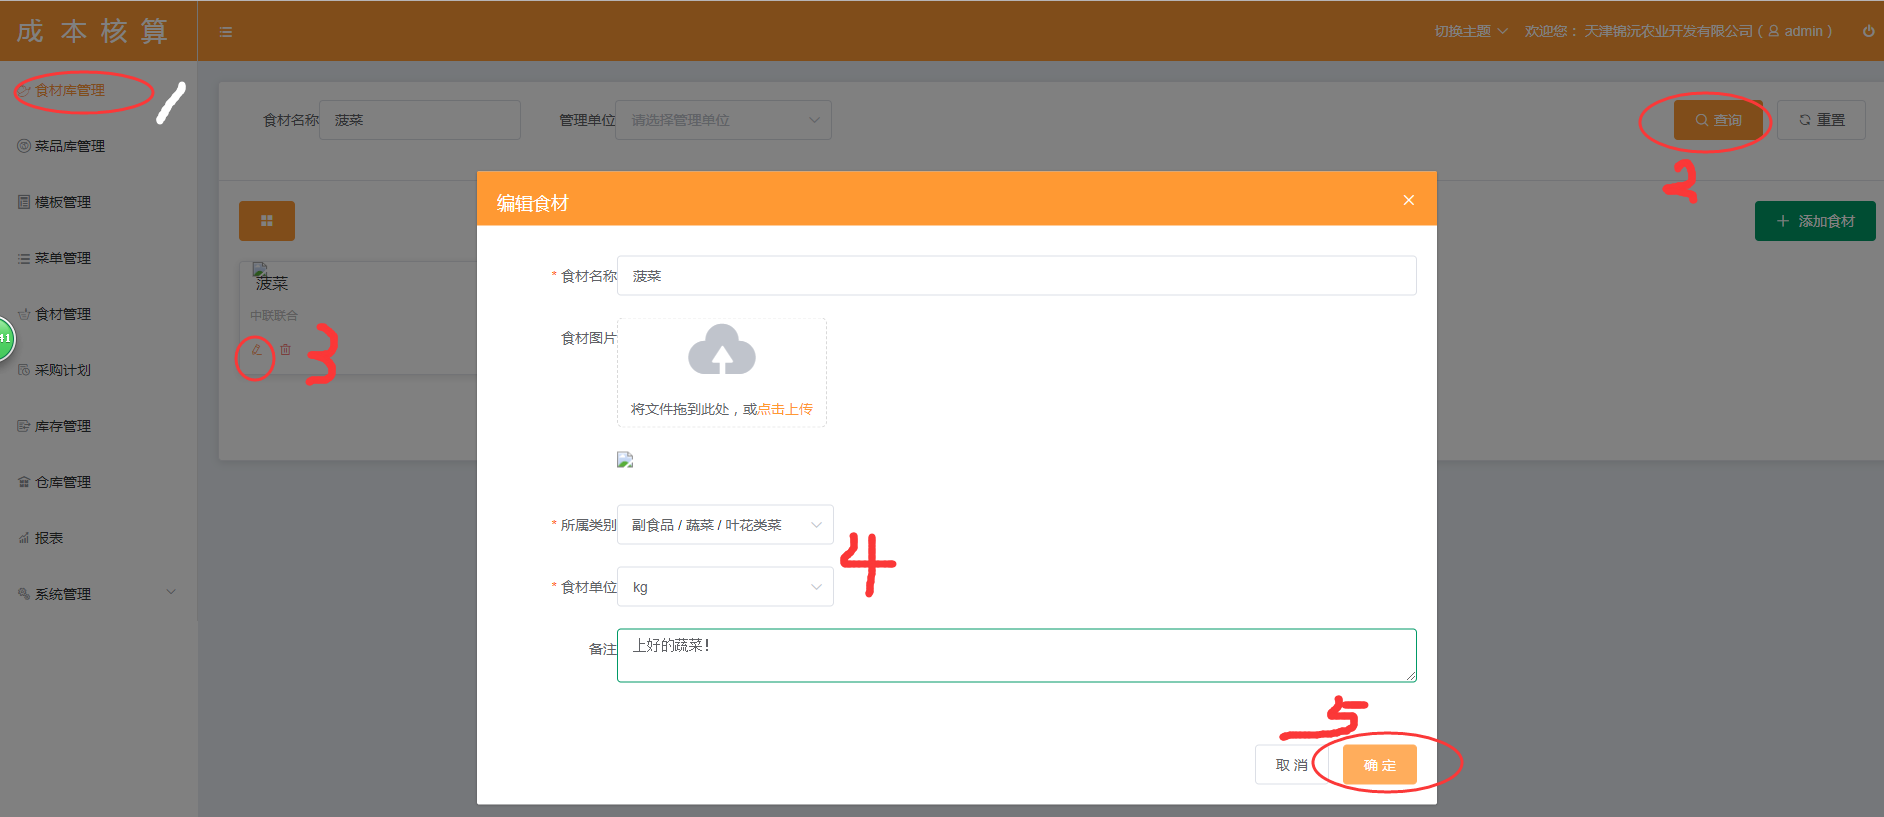 成本核算
切换主题 欢迎您： 天津锦沅农业开发有限公司 ( admin )
食材库管理
1
菜品库管理
模板管理
菜单管理
食材管理
41
采购计划
库存管理
仓库管理
报表
系统管理
食材名称 菠菜 管理单位 请选择管理单位 查询 重置
2
添加食材
菠菜
中联联合
3
编辑食材
* 食材名称 菠菜
食材图片
将文件拖到此处，或点击上传
* 所属类别 副食品 / 蔬菜 / 叶花类菜
4
* 食材单位 kg
备注 上好的蔬菜！
5
取 消 确 定